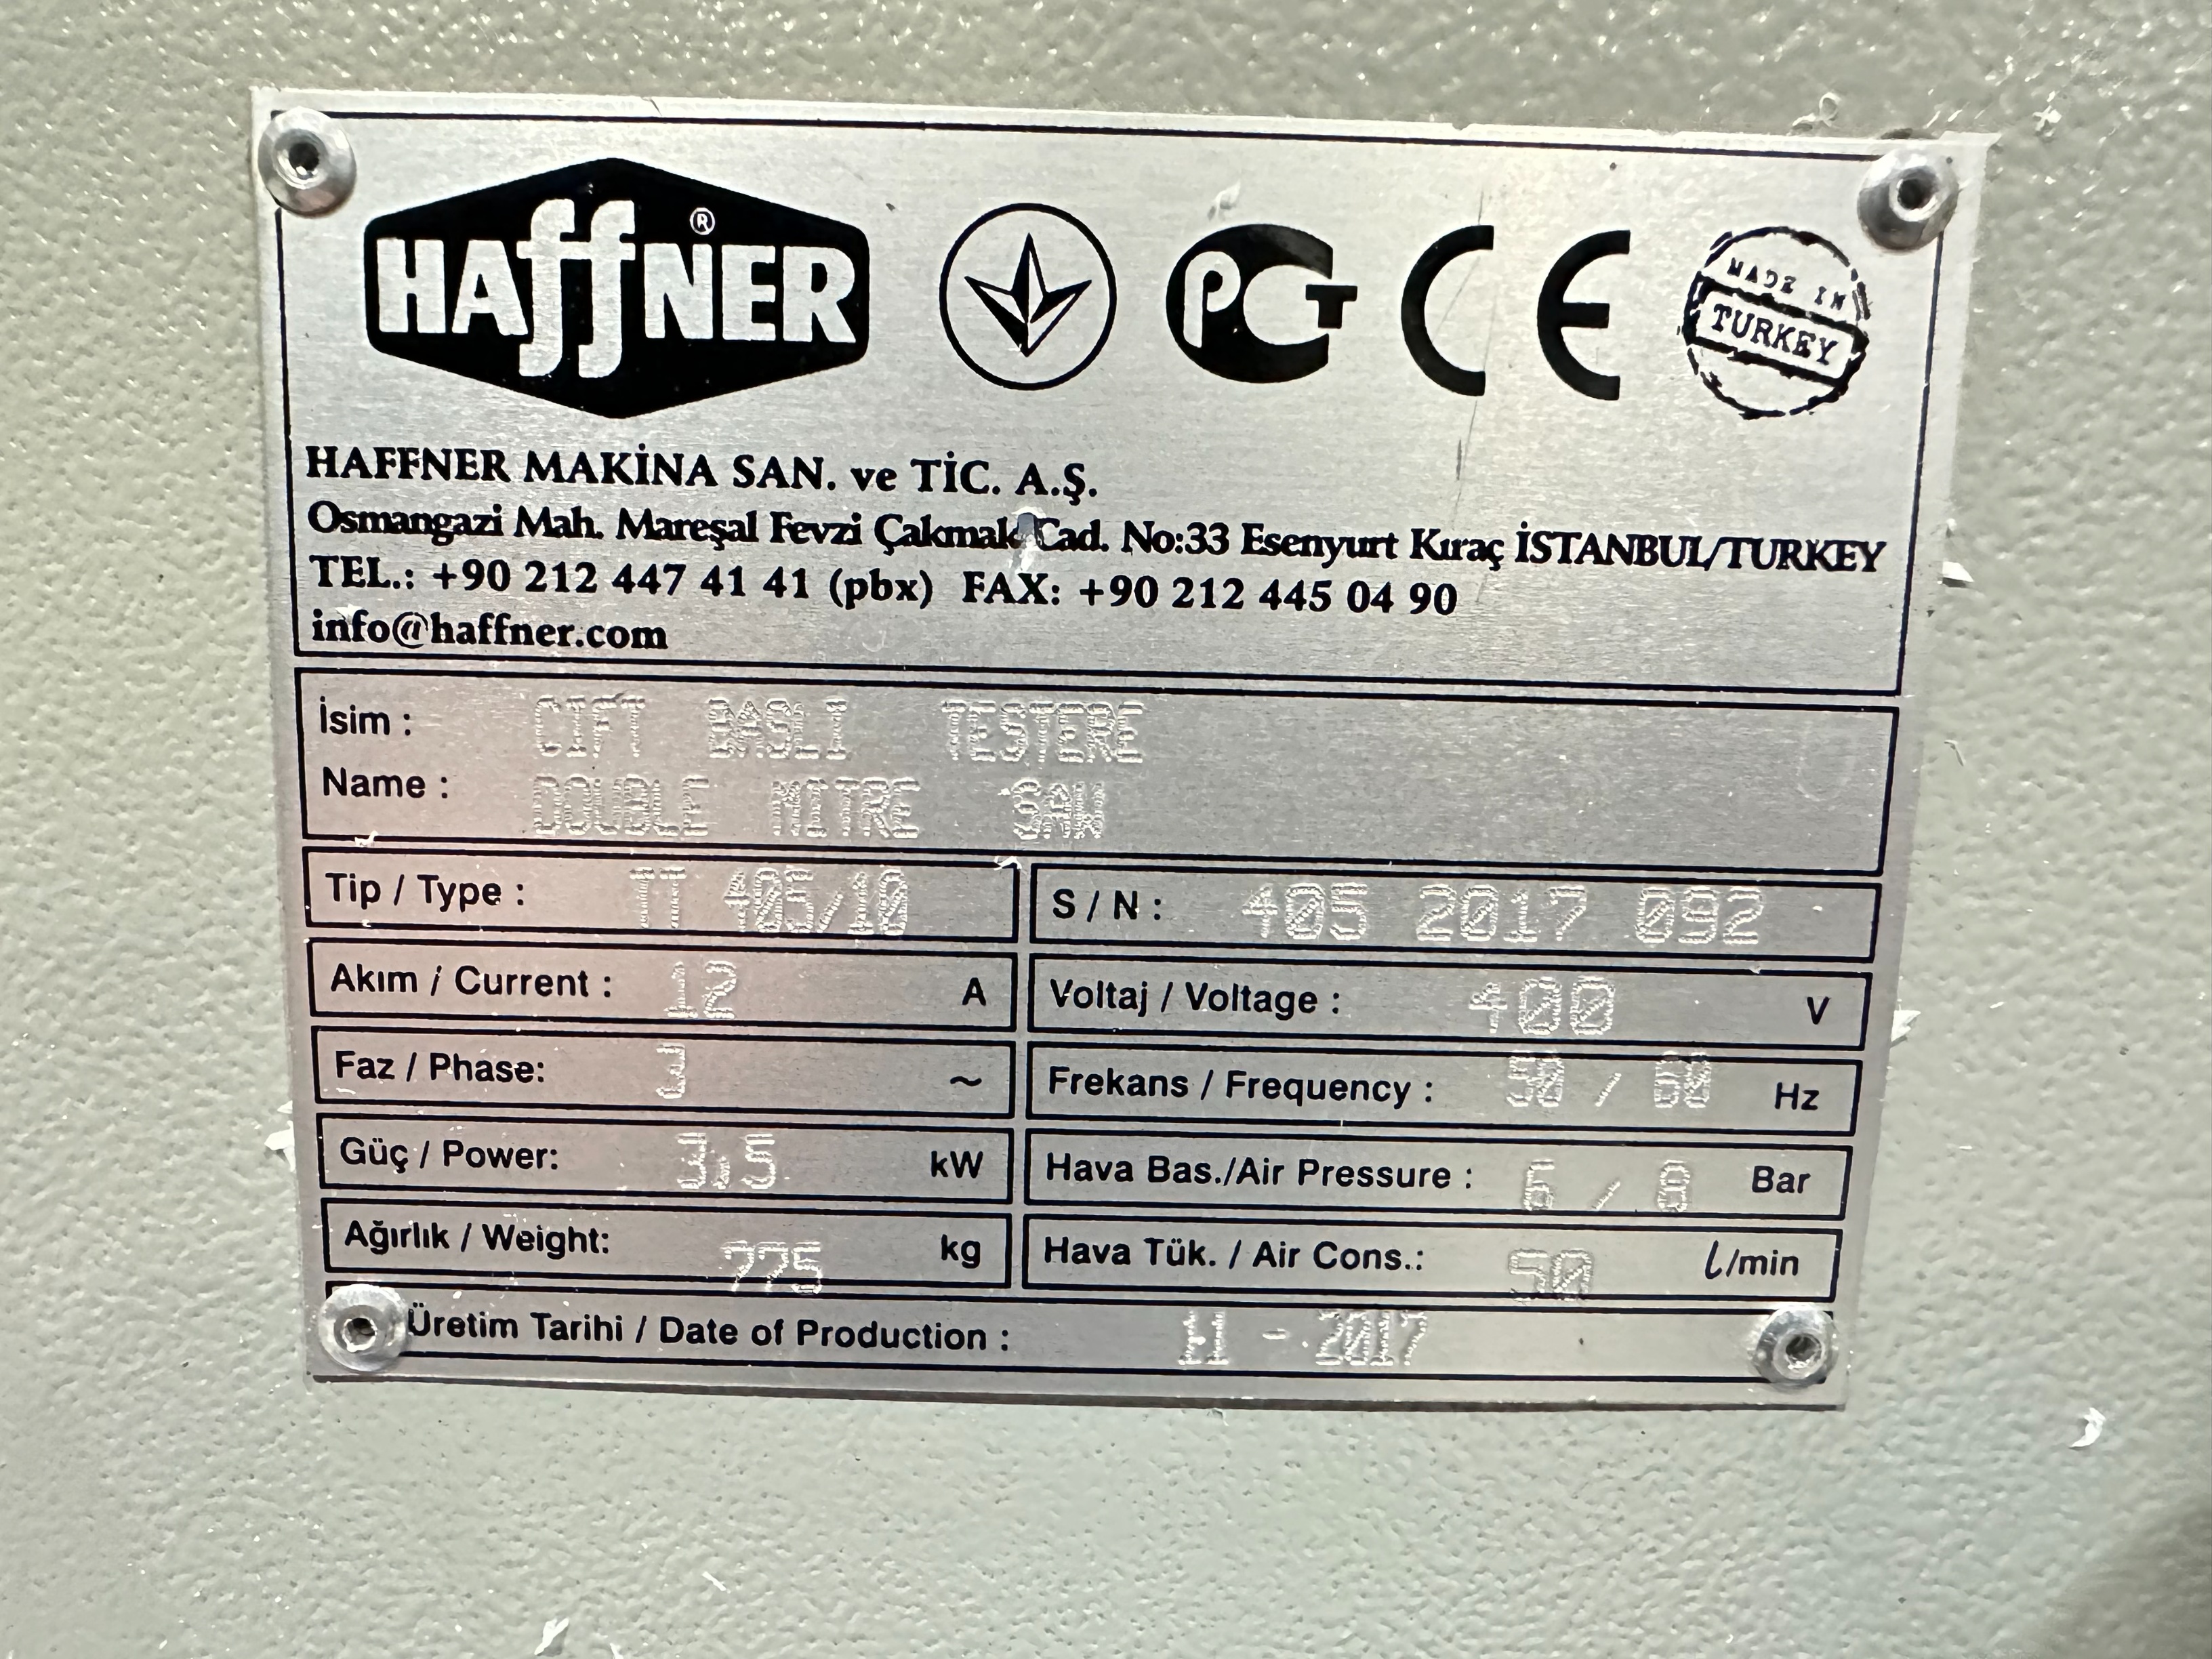 HAffNER ®
PCT CE
MADE IN
TURKEY
HAFFNER MAKİNA SAN. ve TİC. A.Ş.
Osmangazi Mah. Mareşal Fevzi Çakmak Cad. No:33 Esenyurt Kıraç İSTANBUL/TURKEY
TEL.: +90 212 447 41 41 (pbx) FAX: +90 212 445 04 90
info@haffner.com
İsim : CIFT BASLI TESTERE
Name : DOUBLE MITRE SAW
Tip / Type : TT 405/10 S / N : 405 2017 092
Akım / Current : 12 A Voltaj / Voltage : 400 V
Faz / Phase: 3 ~ Frekans / Frequency : 50 / 60 Hz
Güç / Power: 3,5 kW Hava Bas./Air Pressure : 6 / 8 Bar
Ağırlık / Weight: kg Hava Tük. / Air Cons.: 50 l/min
Üretim Tarihi / Date of Production : 11 - 2017